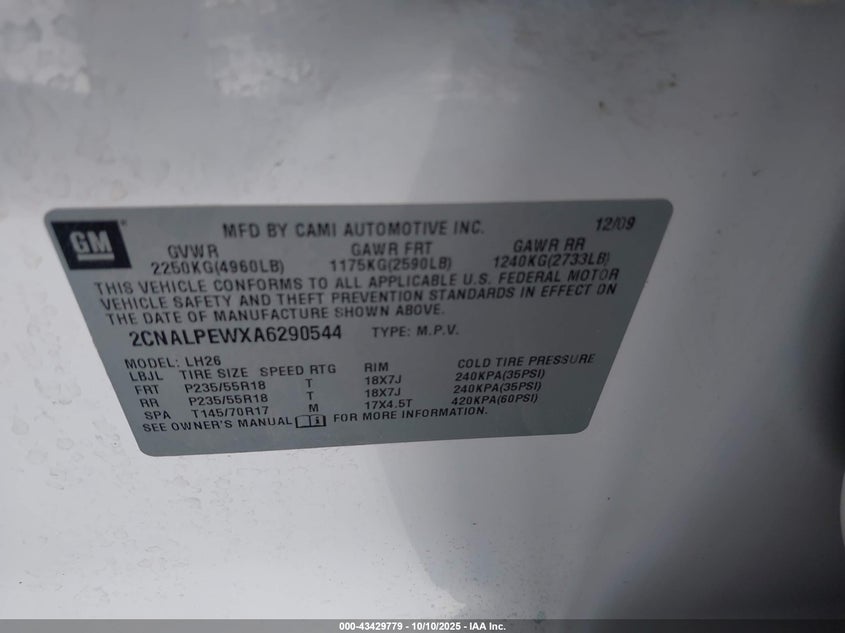 GM
MFD BY CAMI AUTOMOTIVE INC. 12/09
GVWR GAWR FRT GAWR RR
2250KG(4960LB) 1175KG(2590LB) 1240KG(2733LB)
THIS VEHICLE CONFORMS TO ALL APPLICABLE U.S. FEDERAL MOTOR
VEHICLE SAFETY AND THEFT PREVENTION STANDARDS IN EFFECT ON
THE DATE OF MANUFACTURE SHOWN ABOVE.
2CNALPEWXA6290544 TYPE: M.P.V.
MODEL: LH26
LBJL TIRE SIZE SPEED RTG RIM COLD TIRE PRESSURE
FRT P235/55R18 T 18X7J 240KPA(35PSI)
RR P235/55R18 T 18X7J 240KPA(35PSI)
SPA T145/70R17 M 17X4.5T 420KPA(60PSI)
SEE OWNER'S MANUAL FOR MORE INFORMATION.
000-43429779 - 10/10/2025 - IAA Inc.